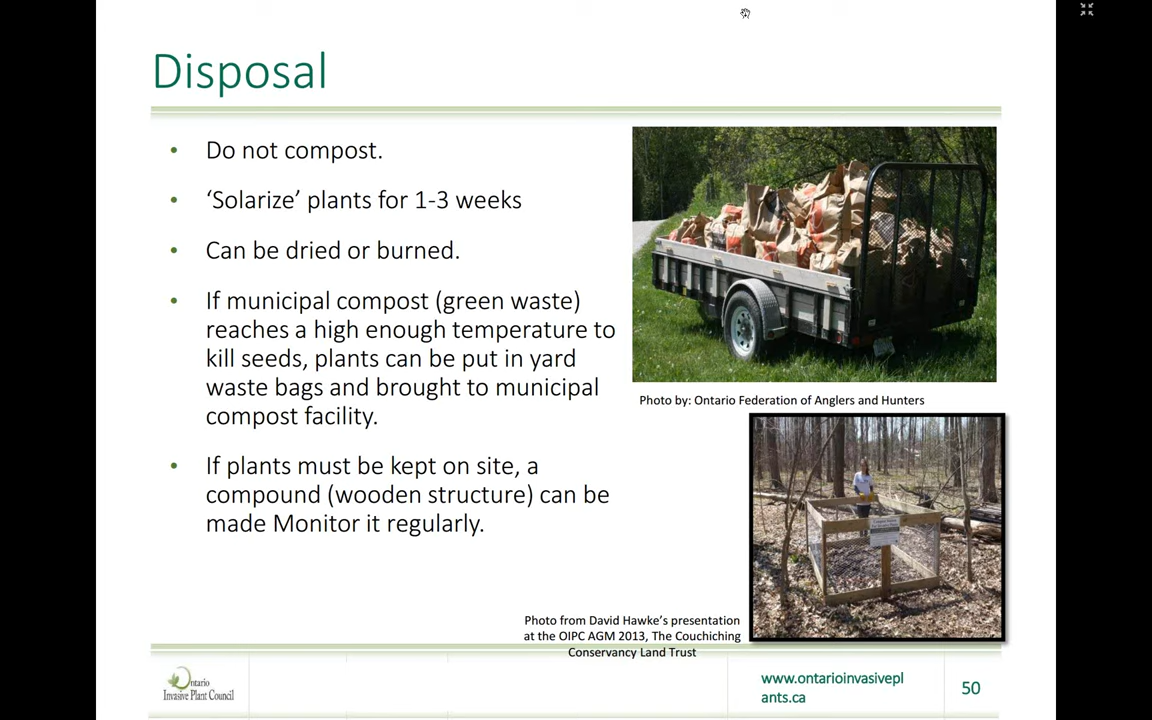 Disposal
• Do not compost.
• ‘Solarize’ plants for 1-3 weeks
• Can be dried or burned.
• If municipal compost (green waste)
reaches a high enough temperature to
kill seeds, plants can be put in yard
waste bags and brought to municipal
compost facility.
• If plants must be kept on site, a
compound (wooden structure) can be
made Monitor it regularly.
Photo by: Ontario Federation of Anglers and Hunters
Photo from David Hawke’s presentation
at the OIPC AGM 2013, The Couchiching
Conservancy Land Trust
Ontario
Invasive Plant Council
www.ontarioinvasivepl
ants.ca
50